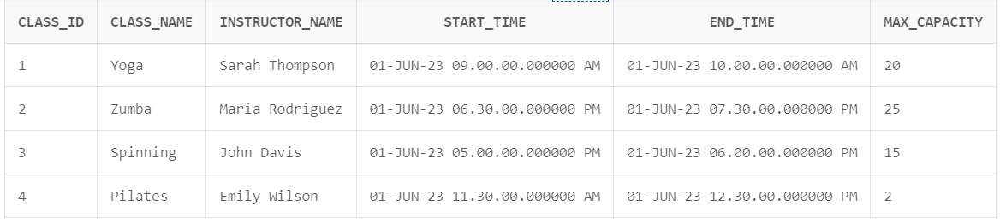 CLASS_ID CLASS_NAME INSTRUCTOR_NAME START_TIME END_TIME MAX_CAPACITY
1 Yoga Sarah Thompson 01-JUN-23 09.00.00.000000 AM 01-JUN-23 10.00.00.000000 AM 20
2 Zumba Maria Rodriguez 01-JUN-23 06.30.00.000000 PM 01-JUN-23 07.30.00.000000 PM 25
3 Spinning John Davis 01-JUN-23 05.00.00.000000 PM 01-JUN-23 06.00.00.000000 PM 15
4 Pilates Emily Wilson 01-JUN-23 11.30.00.000000 AM 01-JUN-23 12.30.00.000000 PM 2